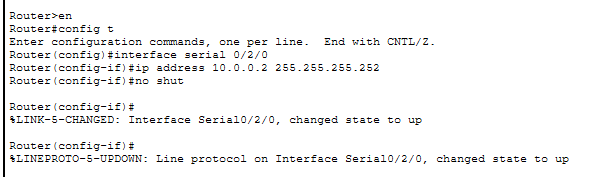 Router>en
Router#config t
Enter configuration commands, one per line.  End with CNTL/Z.
Router(config)#interface serial 0/2/0
Router(config-if)#ip address 10.0.0.2 255.255.255.252
Router(config-if)#no shut
Router(config-if)#
%LINK-5-CHANGED: Interface Serial0/2/0, changed state to up
Router(config-if)#
%LINEPROTO-5-UPDOWN: Line protocol on Interface Serial0/2/0, changed state to up